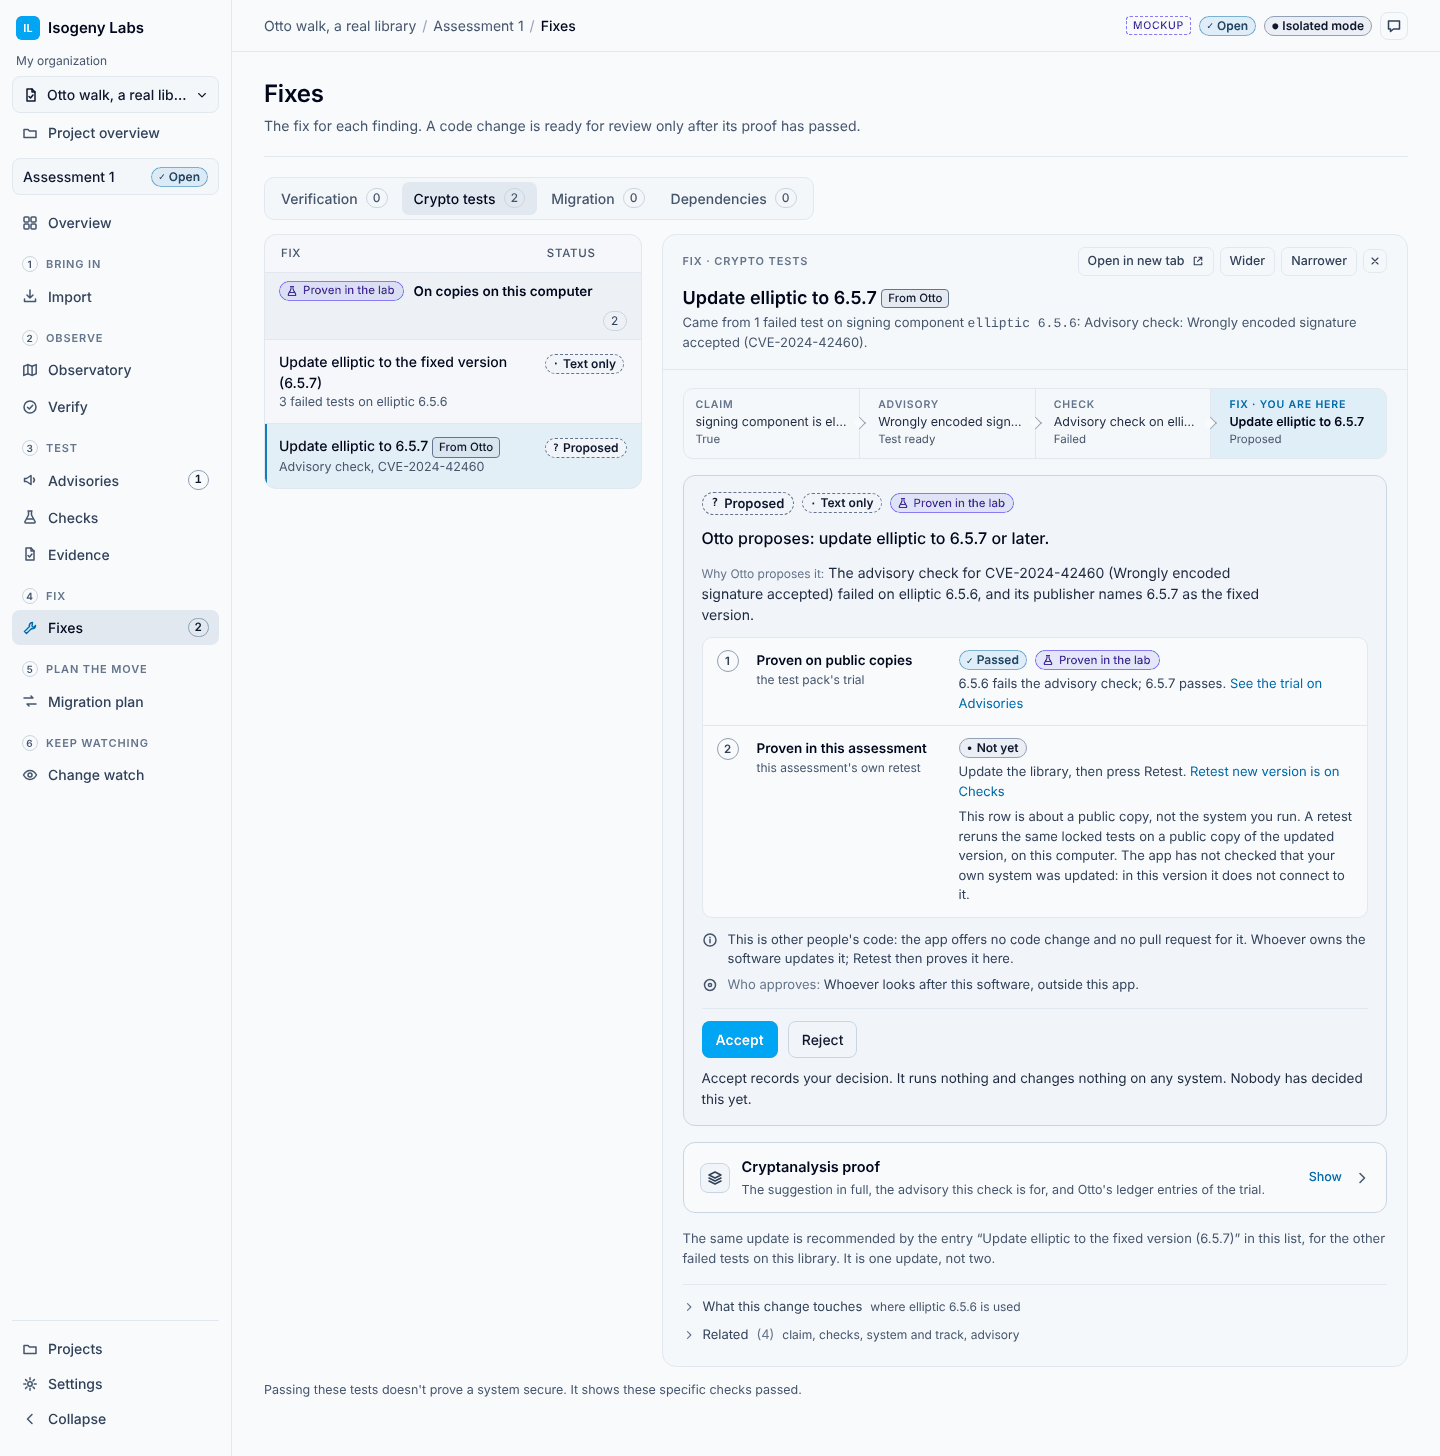 IL Isogeny Labs
My organization
Otto walk, a real lib...
Project overview
Assessment 1 ✓ Open
Overview
1 BRING IN
Import
2 OBSERVE
Observatory
Verify
3 TEST
Advisories 1
Checks
Evidence
4 FIX
Fixes 2
5 PLAN THE MOVE
Migration plan
6 KEEP WATCHING
Change watch
Projects
Settings
Collapse
Otto walk, a real library / Assessment 1 / Fixes
MOCKUP ✓ Open • Isolated mode
Fixes
The fix for each finding. A code change is ready for review only after its proof has passed.
Verification 0 Crypto tests 2 Migration 0 Dependencies 0
FIX STATUS
Proven in the lab On copies on this computer
2
Update elliptic to the fixed version · Text only
(6.5.7)
3 failed tests on elliptic 6.5.6
Update elliptic to 6.5.7 From Otto ? Proposed
Advisory check, CVE-2024-42460
FIX · CRYPTO TESTS Open in new tab Wider Narrower ✕
Update elliptic to 6.5.7 From Otto
Came from 1 failed test on signing component elliptic 6.5.6: Advisory check: Wrongly encoded signature
accepted (CVE-2024-42460).
CLAIM
signing component is el...
True
ADVISORY
Wrongly encoded sign...
Test ready
CHECK
Advisory check on elli...
Failed
FIX · YOU ARE HERE
Update elliptic to 6.5.7
Proposed
? Proposed · Text only Proven in the lab
Otto proposes: update elliptic to 6.5.7 or later.
Why Otto proposes it: The advisory check for CVE-2024-42460 (Wrongly encoded
signature accepted) failed on elliptic 6.5.6, and its publisher names 6.5.7 as the fixed
version.
1 Proven on public copies
the test pack's trial
✓ Passed Proven in the lab
6.5.6 fails the advisory check; 6.5.7 passes. See the trial on
Advisories
2 Proven in this assessment
this assessment's own retest
• Not yet
Update the library, then press Retest. Retest new version is on
Checks
This row is about a public copy, not the system you run. A retest
reruns the same locked tests on a public copy of the updated
version, on this computer. The app has not checked that your
own system was updated: in this version it does not connect to
it.
This is other people's code: the app offers no code change and no pull request for it. Whoever owns the
software updates it; Retest then proves it here.
Who approves: Whoever looks after this software, outside this app.
Accept Reject
Accept records your decision. It runs nothing and changes nothing on any system. Nobody has decided
this yet.
Cryptanalysis proof
The suggestion in full, the advisory this check is for, and Otto's ledger entries of the trial.
Show
The same update is recommended by the entry “Update elliptic to the fixed version (6.5.7)” in this list, for the other
failed tests on this library. It is one update, not two.
What this change touches where elliptic 6.5.6 is used
Related (4) claim, checks, system and track, advisory
Passing these tests doesn't prove a system secure. It shows these specific checks passed.